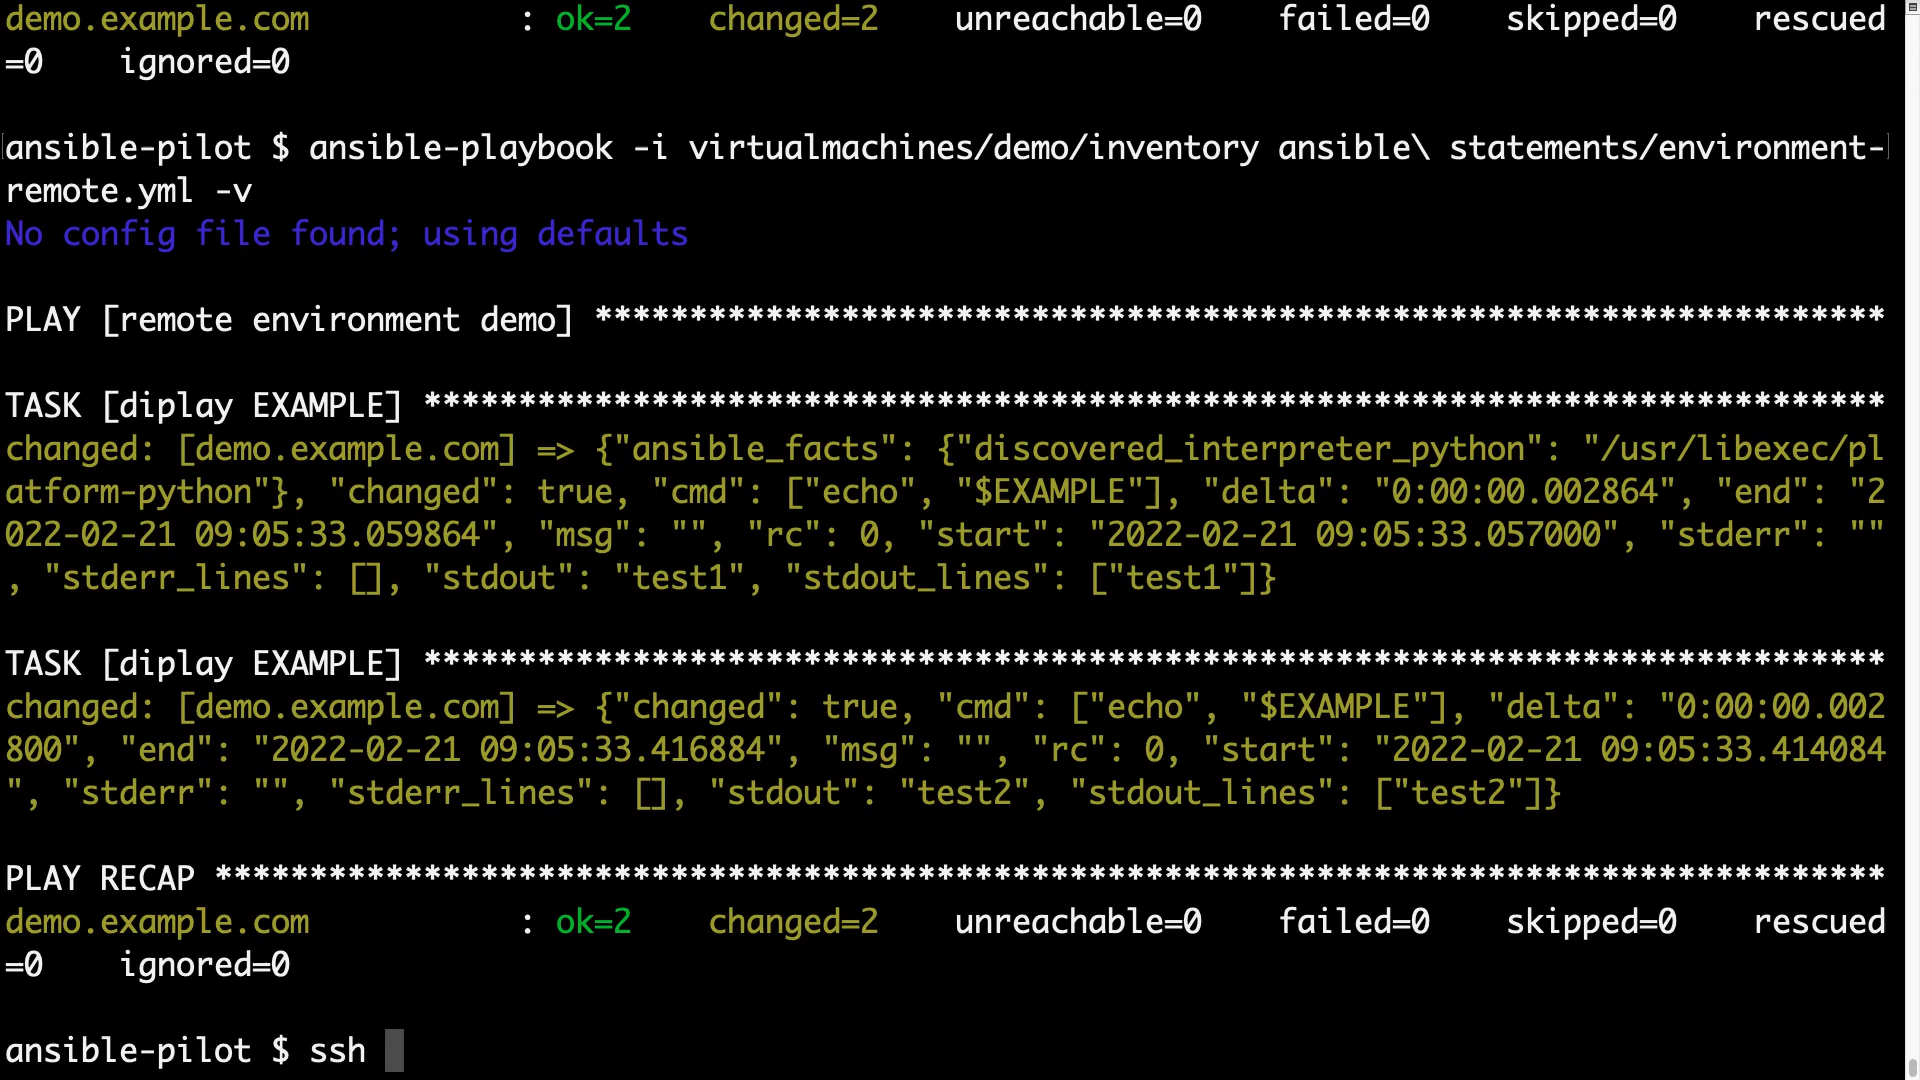 demo.example.com           : ok=2    changed=2    unreachable=0    failed=0    skipped=0    rescued
=0    ignored=0
ansible-pilot $ ansible-playbook -i virtualmachines/demo/inventory ansible\ statements/environment-
remote.yml -v
No config file found; using defaults
PLAY [remote environment demo] ********************************************************************
TASK [diplay EXAMPLE] *****************************************************************************
changed: [demo.example.com] => {"ansible_facts": {"discovered_interpreter_python": "/usr/libexec/pl
atform-python"}, "changed": true, "cmd": ["echo", "$EXAMPLE"], "delta": "0:00:00.002864", "end": "2
022-02-21 09:05:33.059864", "msg": "", "rc": 0, "start": "2022-02-21 09:05:33.057000", "stderr": ""
, "stderr_lines": [], "stdout": "test1", "stdout_lines": ["test1"]}
TASK [diplay EXAMPLE] *****************************************************************************
changed: [demo.example.com] => {"changed": true, "cmd": ["echo", "$EXAMPLE"], "delta": "0:00:00.002
800", "end": "2022-02-21 09:05:33.416884", "msg": "", "rc": 0, "start": "2022-02-21 09:05:33.414084
", "stderr": "", "stderr_lines": [], "stdout": "test2", "stdout_lines": ["test2"]}
PLAY RECAP ****************************************************************************************
demo.example.com           : ok=2    changed=2    unreachable=0    failed=0    skipped=0    rescued
=0    ignored=0
ansible-pilot $ ssh